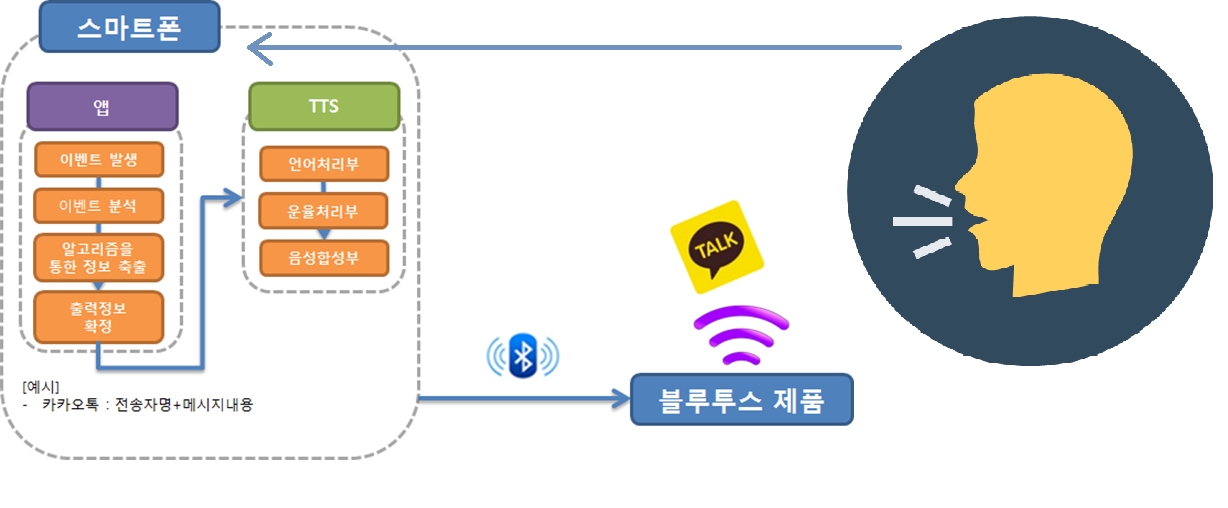 스마트폰
앱
이벤트 발생
이벤트 분석
알고리즘을
통한 정보 축출
출력정보
확정
TTS
언어처리부
운율처리부
음성합성부
[예시]
- 카카오톡 : 전송자명+메시지내용
TALK
블루투스 제품